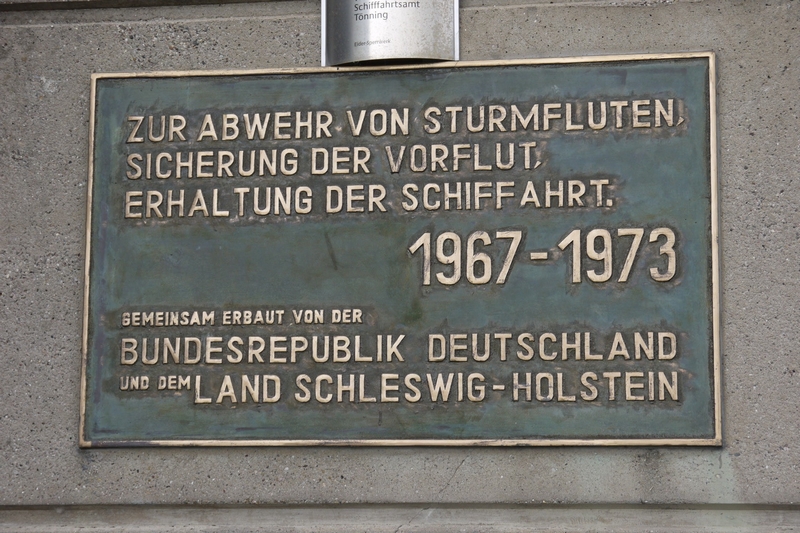 Schifffahrtsamt
Tönning
Eidersperrwerk
ZUR ABWEHR VON STURMFLUTEN,
SICHERUNG DER VORFLUT,
ERHALTUNG DER SCHIFFAHRT.
1967-1973
GEMEINSAM ERBAUT VON DER
BUNDESREPUBLIK DEUTSCHLAND
UND DEM LAND SCHLESWIG-HOLSTEIN